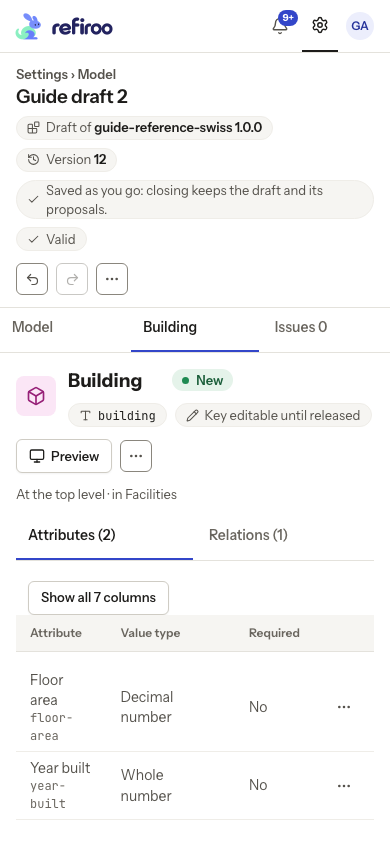 refiroo
9+
GA
Settings › Model
Guide draft 2
Draft of guide-reference-swiss 1.0.0
Version 12
Saved as you go: closing keeps the draft and its
proposals.
Valid
Model
Building
Issues 0
Building
New
building
Key editable until released
Preview
At the top level · in Facilities
Attributes (2)
Relations (1)
Show all 7 columns
Attribute
Value type
Required
Floor
area
floor-
area
Decimal
number
No
Year built
year-
built
Whole
number
No